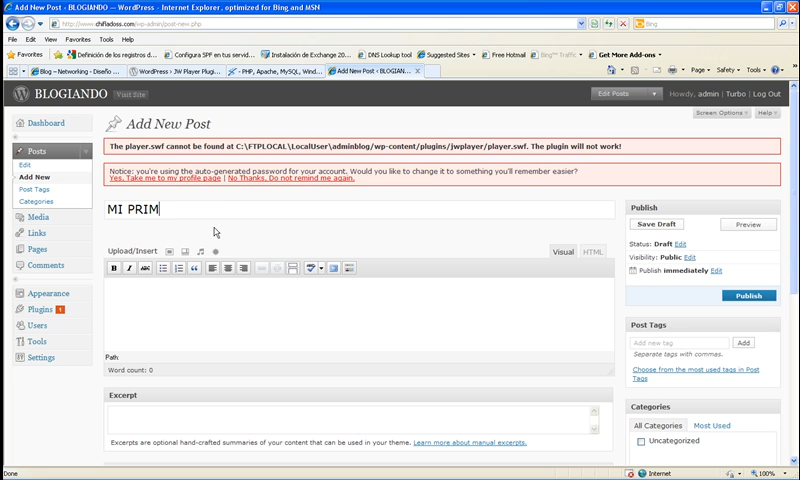 Add New Post ‹ BLOGIANDO — WordPress - Internet Explorer, optimized for Bing and MSN
http://www.chifladoss.com/wp-admin/post-new.php
Bing
File Edit View Favorites Tools Help
Favorites Definición de los registros d... Configura SPF en tus servid... Instalación de Exchange 20... DNS Lookup tool Suggested Sites Free Hotmail Bing™ Traffic Get More Add-ons
Blog – Networking - Diseño ... WordPress › JW Player Plugi... - PHP, Apache, MySQL, Wind... Add New Post ‹ BLOGIAN... Page Safety Tools
BLOGIANDO Visit Site Edit Posts Howdy, admin | Turbo | Log Out
Screen Options Help
Dashboard
Posts
Edit
Add New
Post Tags
Categories
Media
Links
Pages
Comments
Appearance
Plugins 1
Users
Tools
Settings
Add New Post
The player.swf cannot be found at C:\FTPLOCAL\LocalUser\adminblog/wp-content/plugins/jwplayer/player.swf. The plugin will not work!
Notice: you're using the auto-generated password for your account. Would you like to change it to something you'll remember easier?
Yes, Take me to my profile page | No Thanks, Do not remind me again.
MI PRIM
Upload/Insert Visual HTML
B I ABC
Path:
Word count: 0
Excerpt
Excerpts are optional hand-crafted summaries of your content that can be used in your theme. Learn more about manual excerpts.
Publish
Save Draft Preview
Status: Draft Edit
Visibility: Public Edit
Publish immediately Edit
Publish
Post Tags
Add new tag Add
Separate tags with commas.
Choose from the most used tags in Post
Tags
Categories
All Categories Most Used
Uncategorized
Done Internet 100%